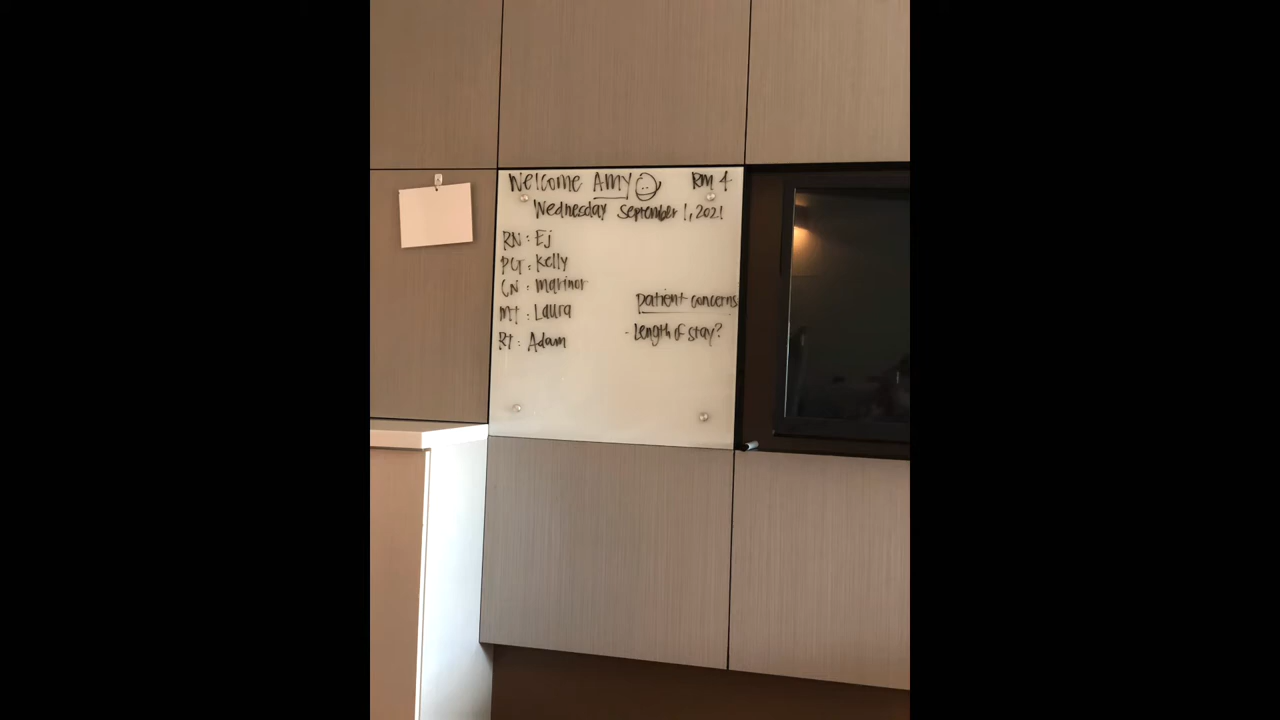 Welcome Amy RM 4
Wednesday September 1, 2021
RN: EJ
PCT: Kelly
CN: Marinor
MT: Laura
RT: Adam
patient concerns
- Length of stay?